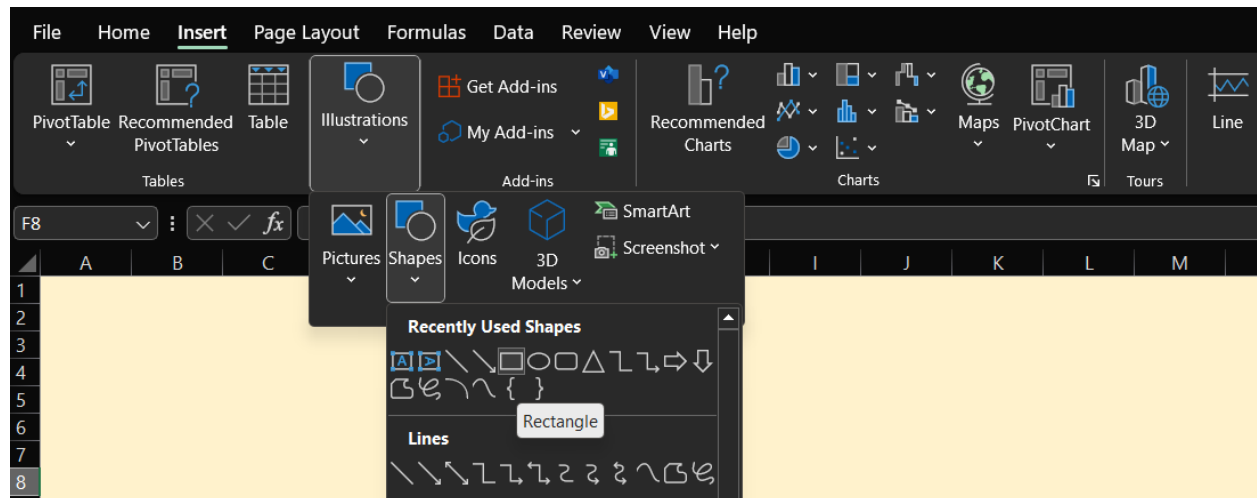 File Home Insert Page Layout Formulas Data Review View Help
PivotTable Recommended PivotTables Table
Illustrations
Get Add-ins
My Add-ins
Recommended Charts
Maps PivotChart
3D Map
Line
Tables
Add-ins
Charts
Tours
F8
fx
Pictures Shapes Icons 3D Models
SmartArt
Screenshot
A B C I J K L M
1
2
3
4
5
6
7
8
Recently Used Shapes
Rectangle
Lines